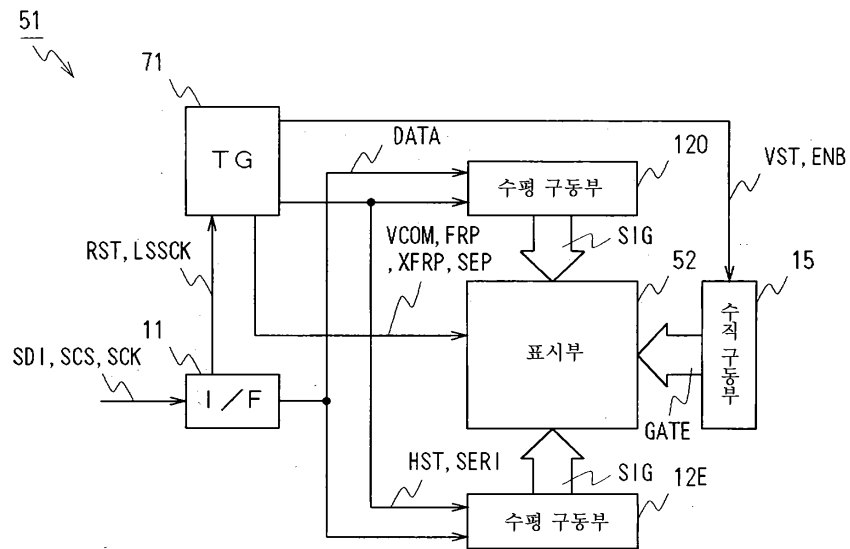 51
71
TG
DATA
120
수평 구동부
VST, ENB
SIG
VCOM, FRP
, XFRP, SEP
RST, LSSCK
52
15
표시부
수직 구동부
11
SDI, SCS, SCK
I/F
GATE
HST, SERI
SIG
12E
수평 구동부